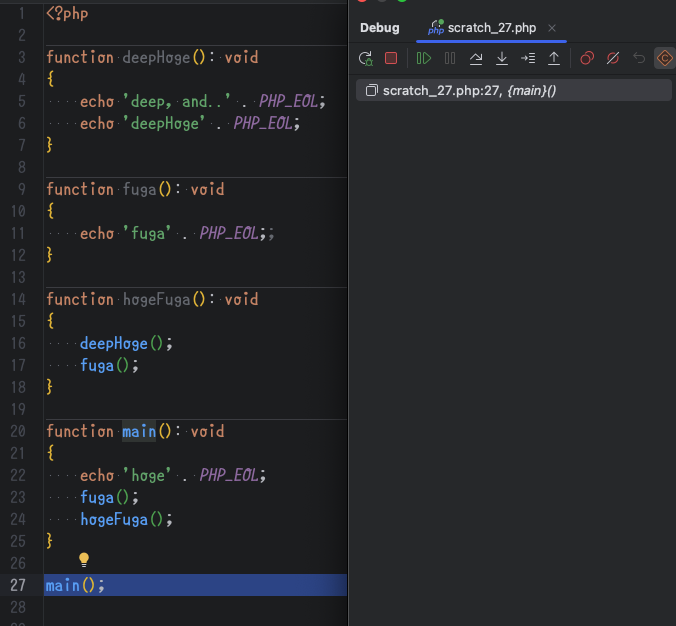 1 <?php
2
3 function deepHoge(): void
4 {
5 echo 'deep, and..' . PHP_EOL;
6 echo 'deepHoge' . PHP_EOL;
7 }
8
9 function fuga(): void
10 {
11 echo 'fuga' . PHP_EOL;;
12 }
13
14 function hogeFuga(): void
15 {
16 deepHoge();
17 fuga();
18 }
19
20 function main(): void
21 {
22 echo 'hoge' . PHP_EOL;
23 fuga();
24 hogeFuga();
25 }
26
27 main();
28
Debug php scratch_27.php ×
C
scratch_27.php:27, {main}()